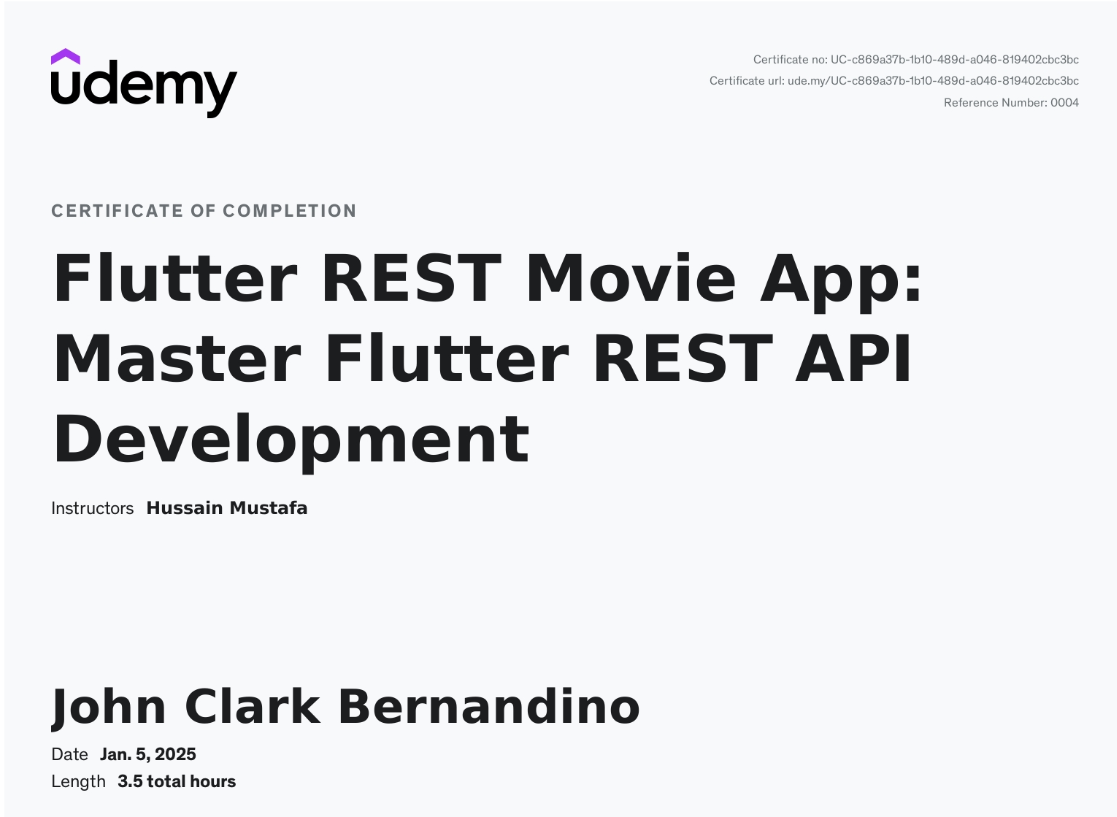 udemy
Certificate no: UC-c869a37b-1b10-489d-a046-819402cbc3bc
Certificate url: ude.my/UC-c869a37b-1b10-489d-a046-819402cbc3bc
Reference Number: 0004
CERTIFICATE OF COMPLETION
Flutter REST Movie App:
Master Flutter REST API
Development
Instructors Hussain Mustafa
John Clark Bernandino
Date Jan. 5, 2025
Length 3.5 total hours